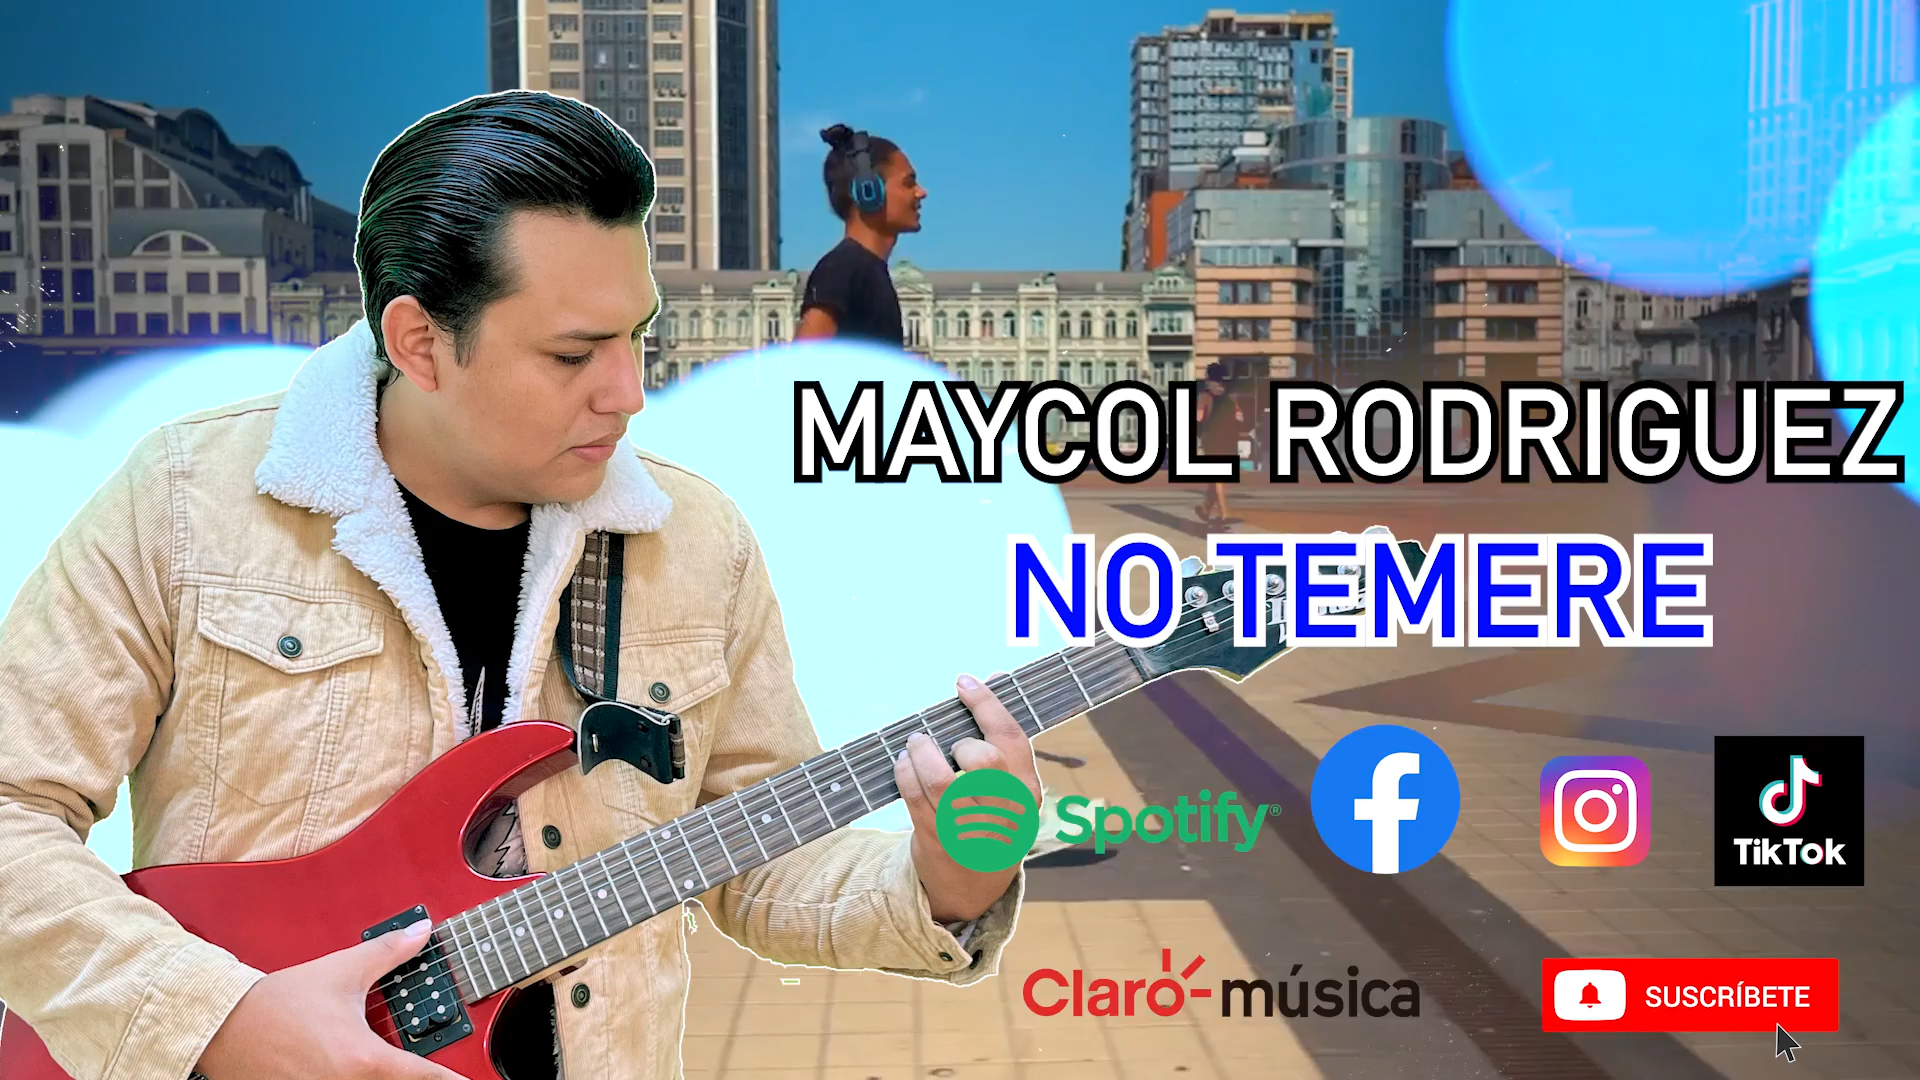 MAYCOL RODRIGUEZ
NO TEMERE
Spotify®
TikTok
Claro música
SUSCRÍBETE